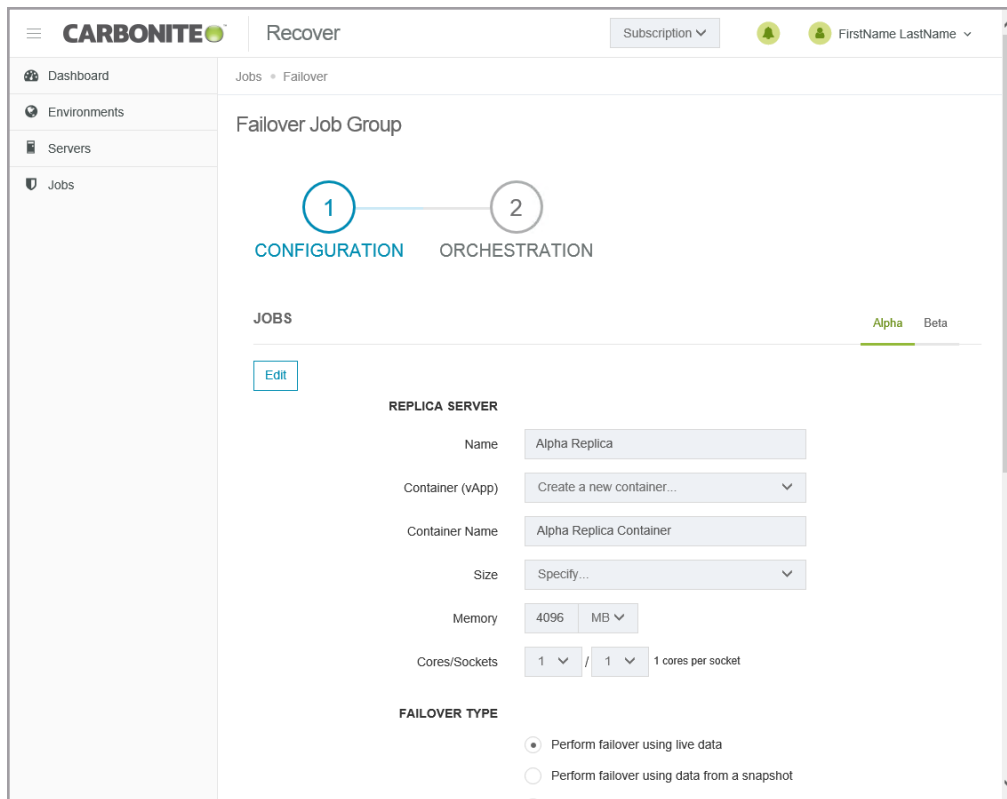 CARBONITE™ Recover Subscription FirstName LastName
Dashboard
Environments
Servers
Jobs
Jobs • Failover
Failover Job Group
1 2
CONFIGURATION ORCHESTRATION
JOBS Alpha Beta
Edit
REPLICA SERVER
Name Alpha Replica
Container (vApp) Create a new container...
Container Name Alpha Replica Container
Size Specify...
Memory 4096 MB
Cores/Sockets 1 / 1 1 cores per socket
FAILOVER TYPE
Perform failover using live data
Perform failover using data from a snapshot